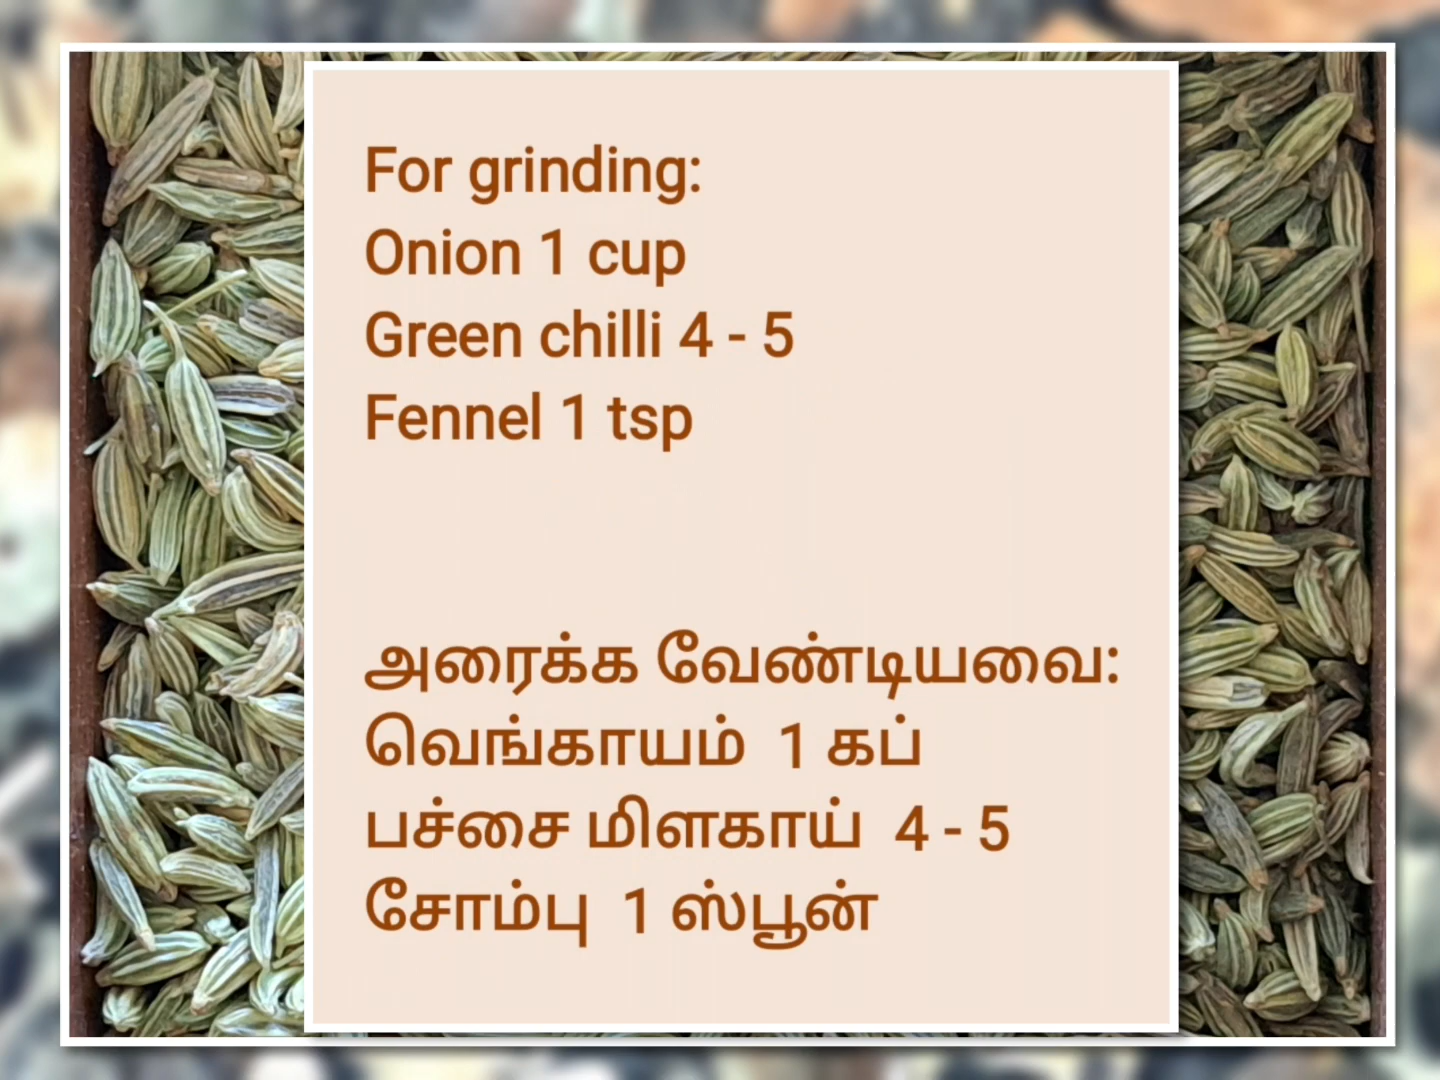 For grinding:
Onion 1 cup
Green chilli 4 - 5
Fennel 1 tsp
அரைக்க வேண்டியவை:
வெங்காயம் 1 கப்
பச்சை மிளகாய் 4 - 5
சோம்பு 1 ஸ்பூன்